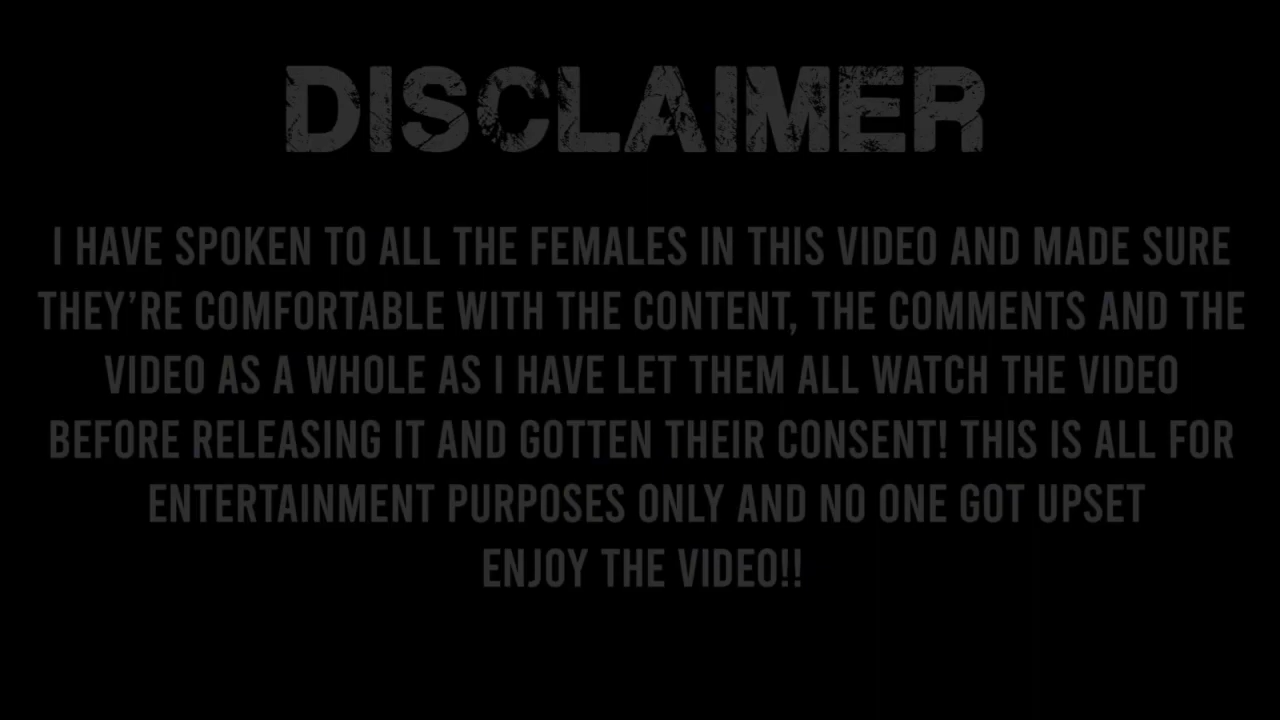 DISCLAIMER
I HAVE SPOKEN TO ALL THE FEMALES IN THIS VIDEO AND MADE SURE
THEY’RE COMFORTABLE WITH THE CONTENT, THE COMMENTS AND THE
VIDEO AS A WHOLE AS I HAVE LET THEM ALL WATCH THE VIDEO
BEFORE RELEASING IT AND GOTTEN THEIR CONSENT! THIS IS ALL FOR
ENTERTAINMENT PURPOSES ONLY AND NO ONE GOT UPSET
ENJOY THE VIDEO!!